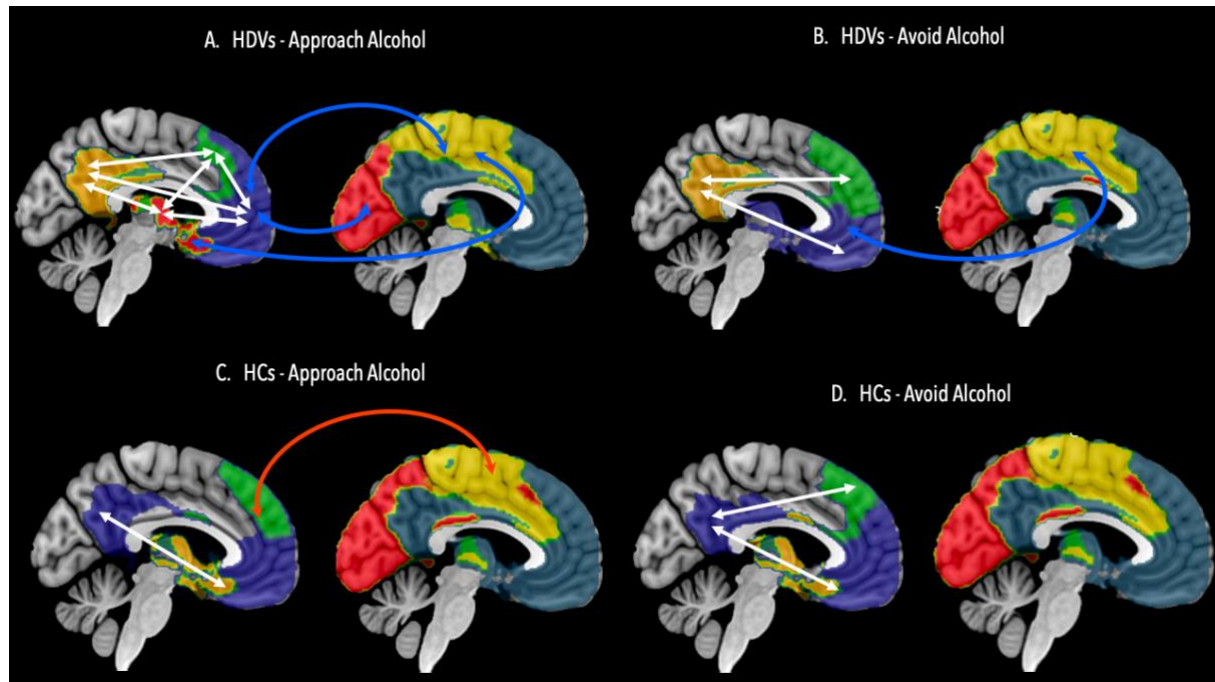 A. HDVs - Approach Alcohol
B. HDVs - Avoid Alcohol
C. HCs - Approach Alcohol
D. HCs - Avoid Alcohol